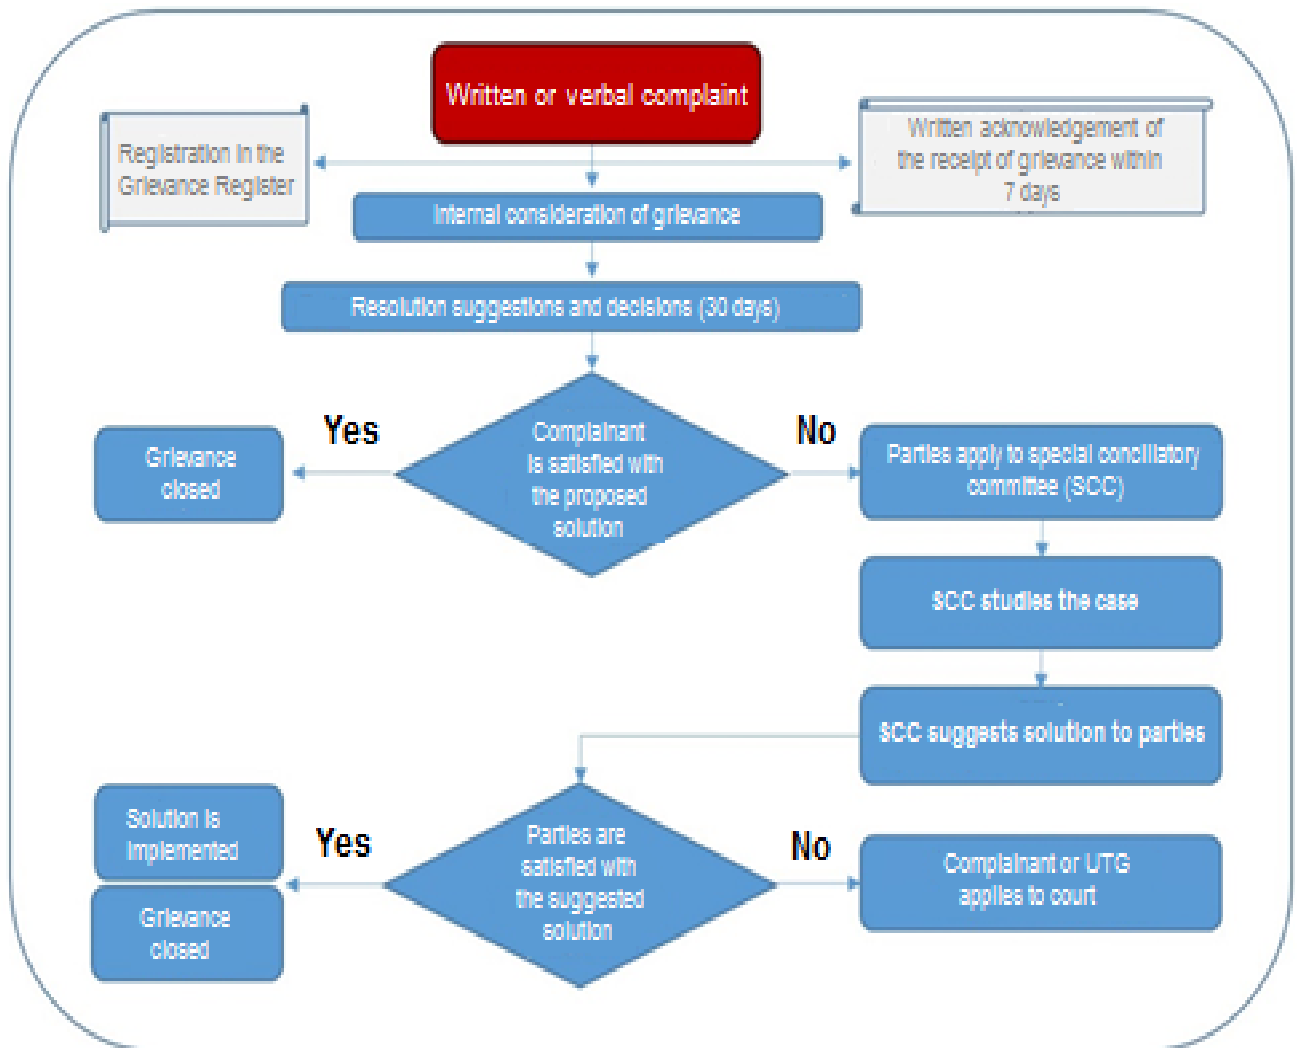 Written or verbal complaint
Registration in the
Grievance Register
Written acknowledgement of
the receipt of grievance within
7 days
Internal consideration of grievance
Resolution suggestions and decisions (30 days)
Yes
No
Complainant
is satisfied with
the proposed
solution
Grievance
closed
Parties apply to special conciliatory
committee (SCC)
SCC studies the case
SCC suggests solution to parties
Solution is
implemented
Yes
Parties are
satisfied with
the suggested
solution
No
Complainant or UTG
applies to court
Grievance
closed